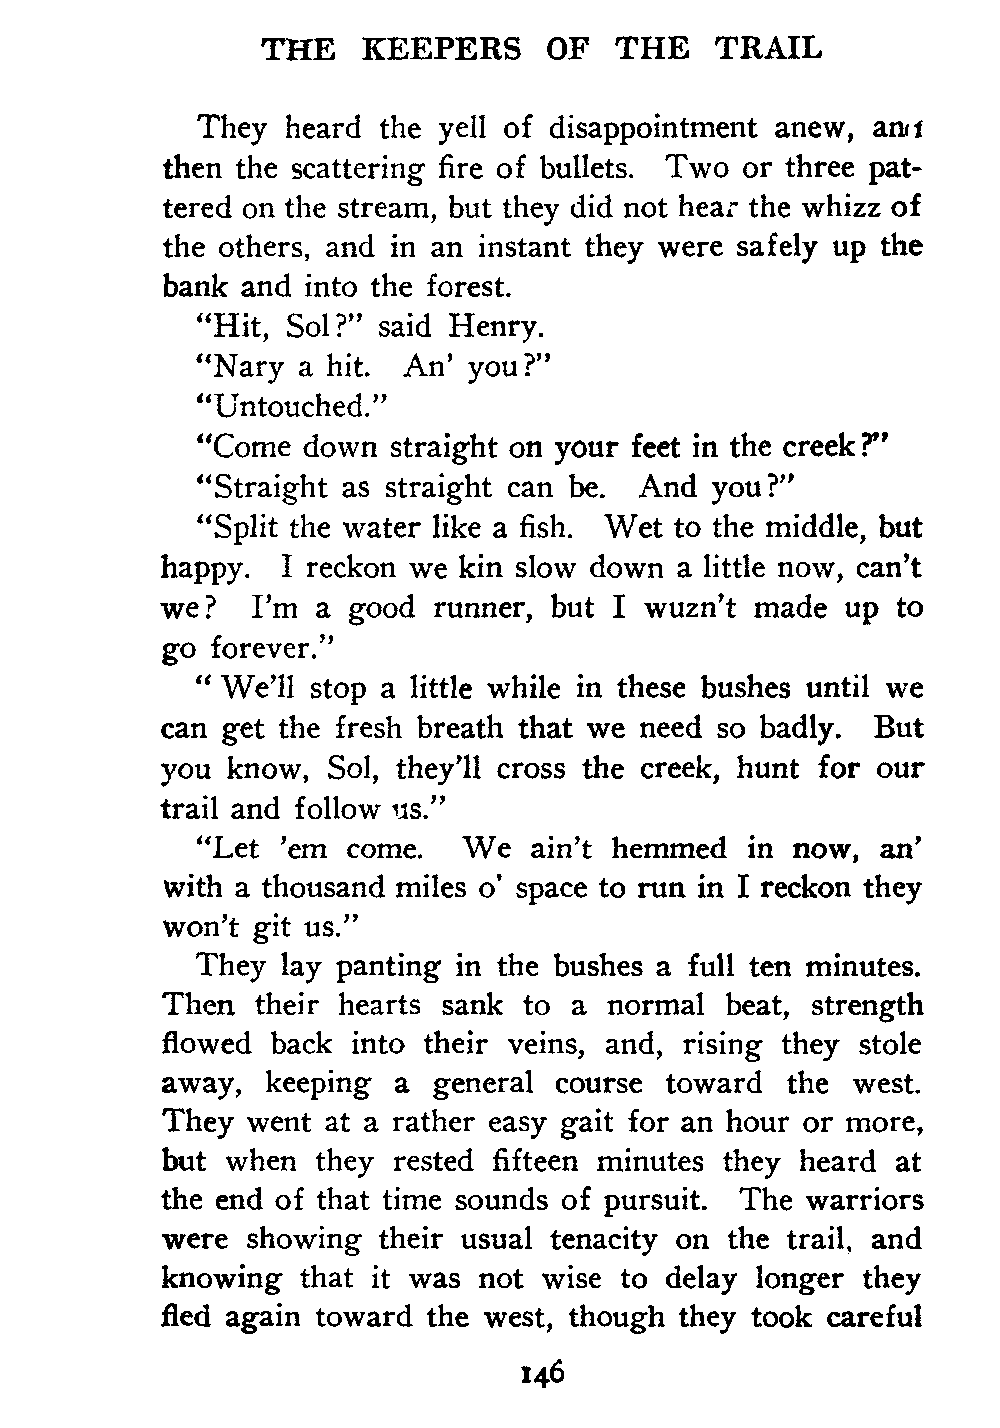 THE KEEPERS OF THE TRAIL
They heard the yell of disappointment anew, and
then the scattering fire of bullets. Two or three pat-
tered on the stream, but they did not hear the whizz of
the others, and in an instant they were safely up the
bank and into the forest.
"Hit, Sol?" said Henry.
"Nary a hit. An' you?"
"Untouched."
"Come down straight on your feet in the creek?"
"Straight as straight can be. And you?"
"Split the water like a fish. Wet to the middle, but
happy. I reckon we kin slow down a little now, can't
we? I'm a good runner, but I wuzn't made up to
go forever."
" We'll stop a little while in these bushes until we
can get the fresh breath that we need so badly. But
you know, Sol, they'll cross the creek, hunt for our
trail and follow us."
"Let 'em come. We ain't hemmed in now, an'
with a thousand miles o' space to run in I reckon they
won't git us."
They lay panting in the bushes a full ten minutes.
Then their hearts sank to a normal beat, strength
flowed back into their veins, and, rising they stole
away, keeping a general course toward the west.
They went at a rather easy gait for an hour or more,
but when they rested fifteen minutes they heard at
the end of that time sounds of pursuit. The warriors
were showing their usual tenacity on the trail, and
knowing that it was not wise to delay longer they
fled again toward the west, though they took careful
146